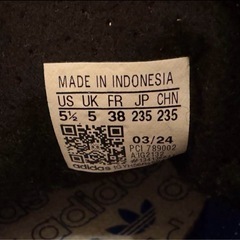 MADE IN INDONESIA
US UK FR JP CHN
5½ 5 38 235 235
03/24
PCI 789002
adidas